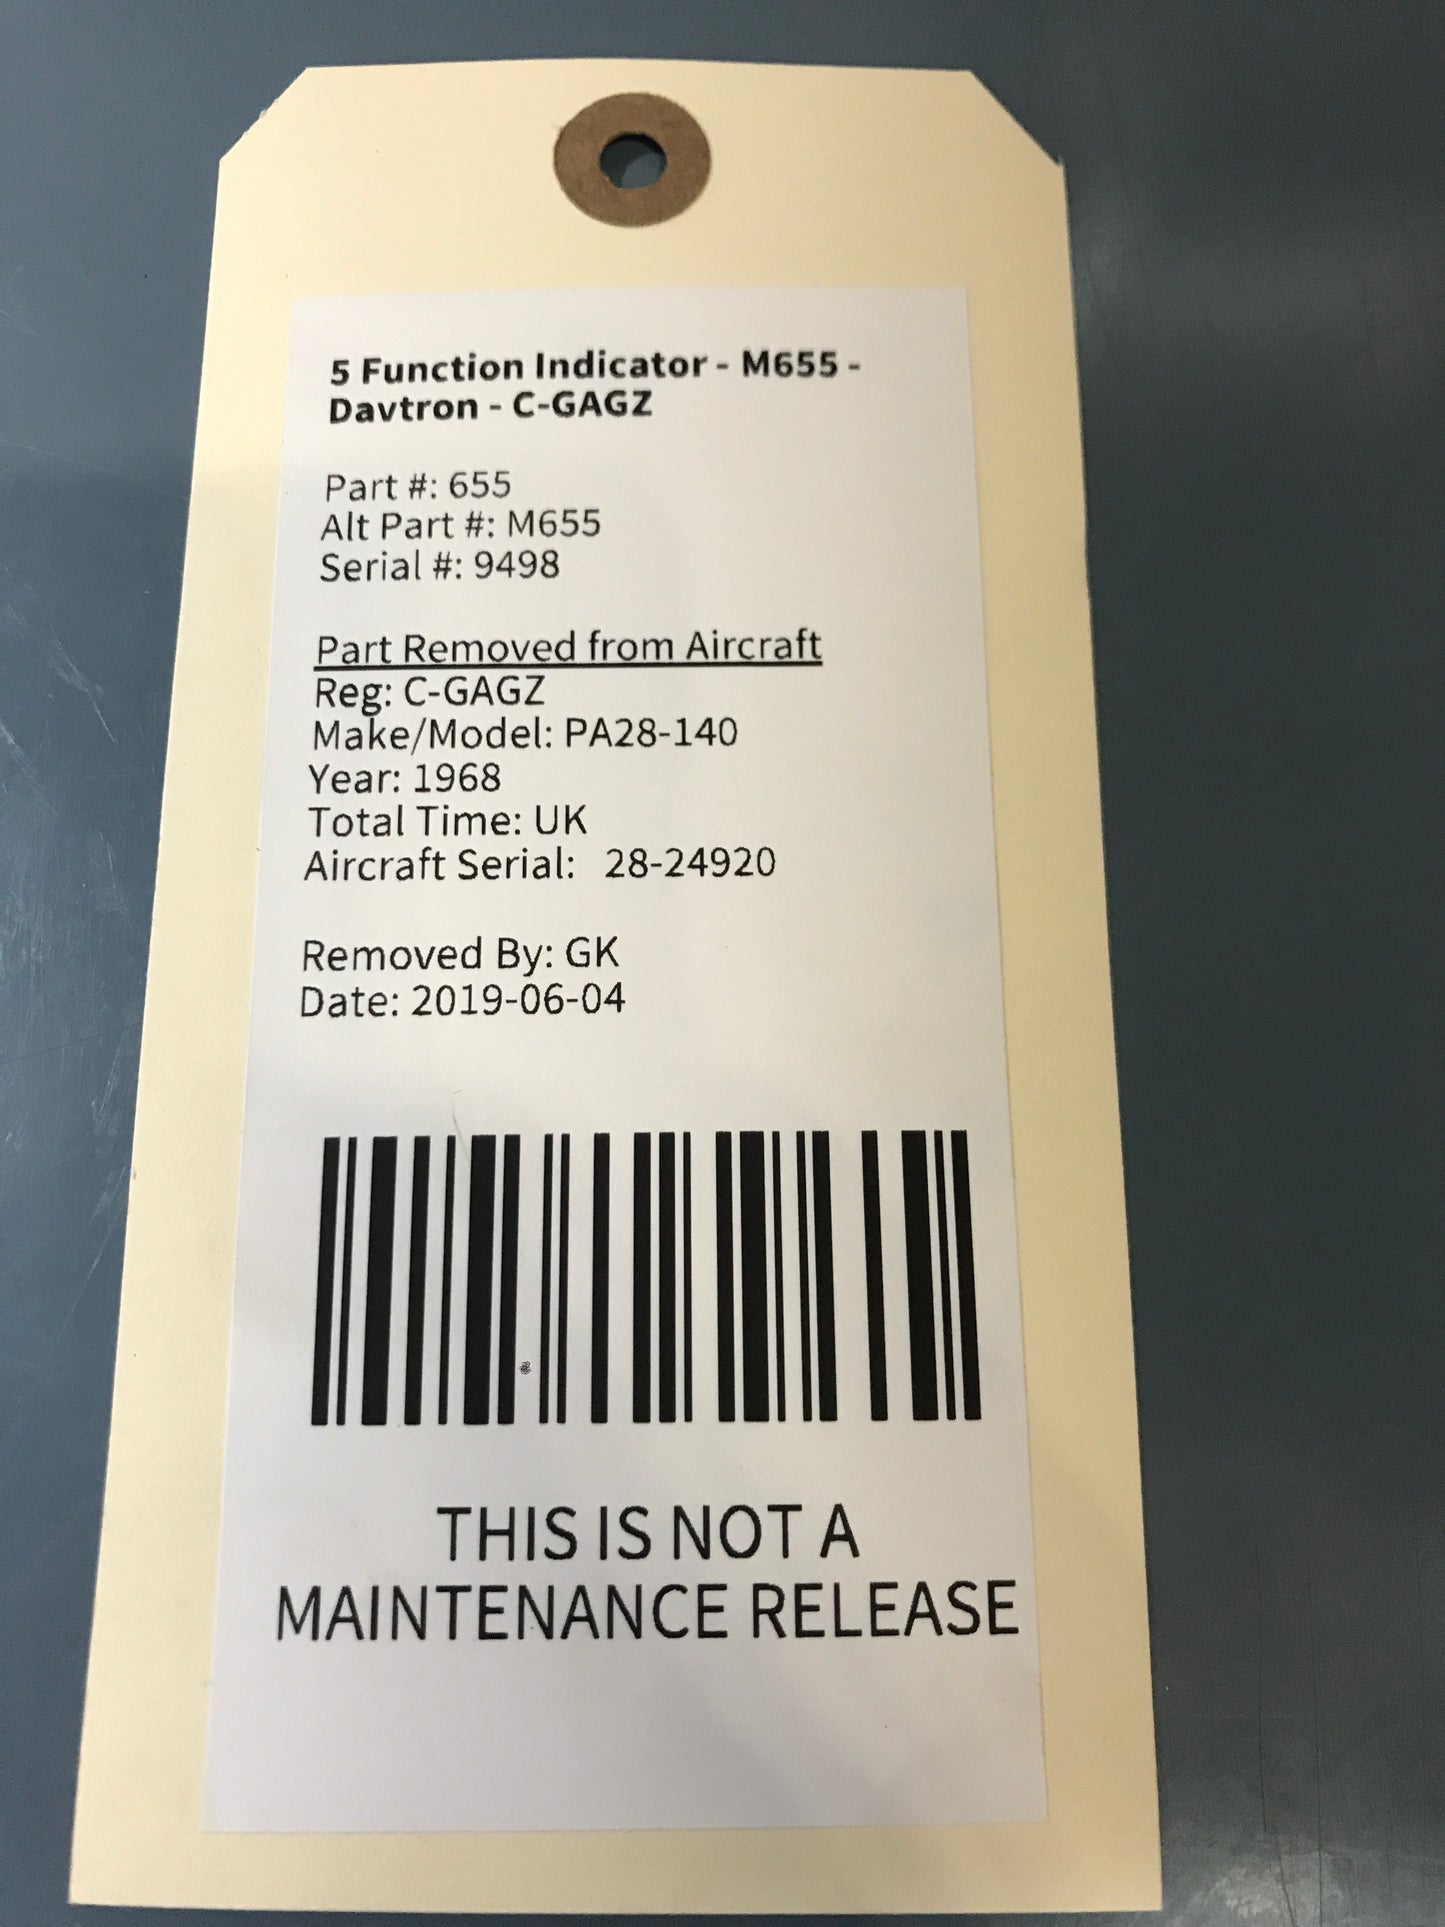 5 Function Indicator - M655 -
Davtron - C-GAGZ
Part #: 655
Alt Part #: M655
Serial #: 9498
Part Removed from Aircraft
Reg: C-GAGZ
Make/Model: PA28-140
Year: 1968
Total Time: UK
Aircraft Serial: 28-24920
Removed By: GK
Date: 2019-06-04
THIS IS NOT A
MAINTENANCE RELEASE